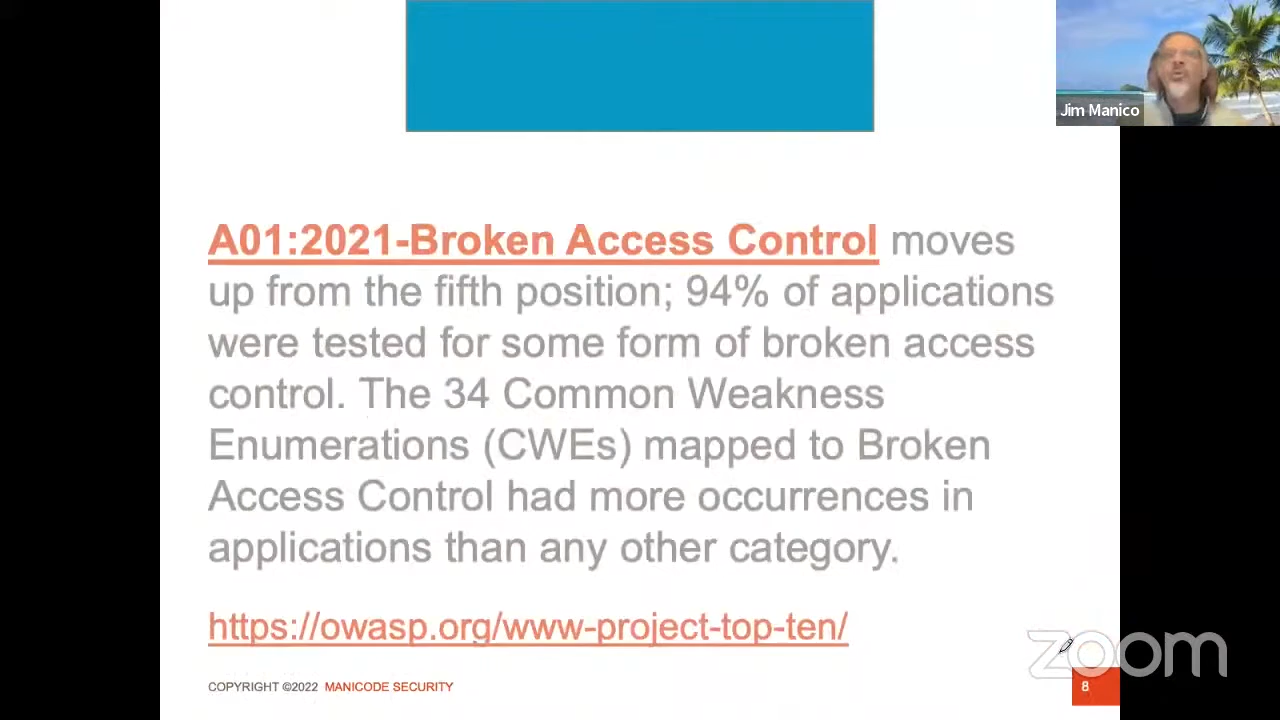 Jim Manico
A01:2021-Broken Access Control moves
up from the fifth position; 94% of applications
were tested for some form of broken access
control. The 34 Common Weakness
Enumerations (CWEs) mapped to Broken
Access Control had more occurrences in
applications than any other category.
https://owasp.org/www-project-top-ten/
zoom
COPYRIGHT ©2022 MANICODE SECURITY
8